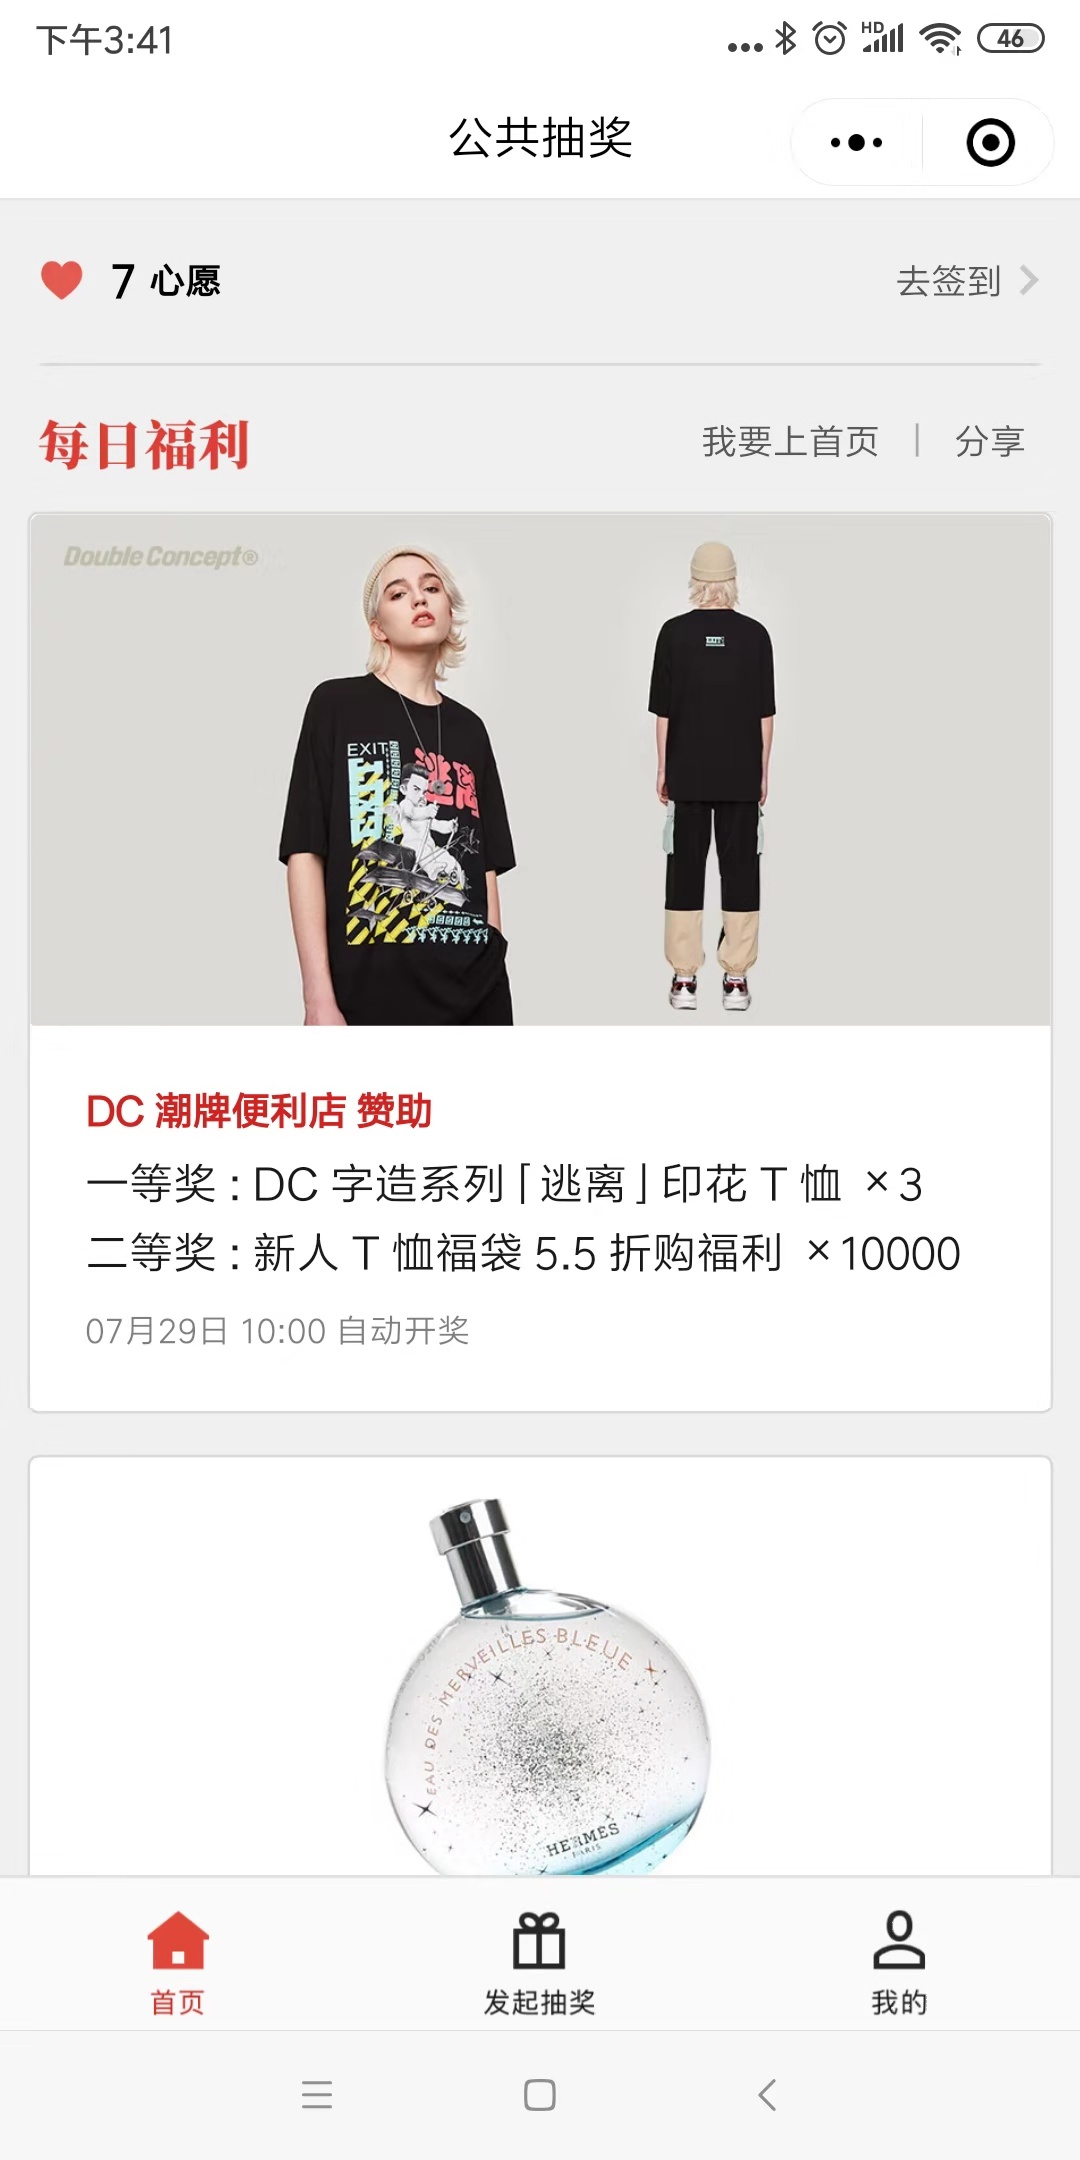 下午3:41
HD
46
公共抽奖
7 心愿
去签到
每日福利
我要上首页 | 分享
Double Concept®
EXIT
逃离
EXIT
DC 潮牌便利店 赞助
一等奖 : DC 字造系列「逃离」印花 T 恤 ×3
二等奖 : 新人 T 恤福袋 5.5 折购福利 ×10000
07月29日 10:00 自动开奖
EAU DES MERVEILLES BLEUE
HERMES
PARIS
首页
发起抽奖
我的